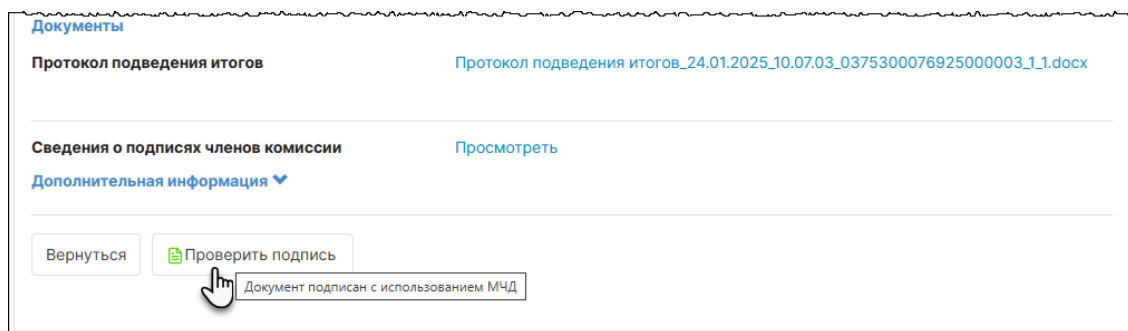 Документы
Протокол подведения итогов Протокол подведения итогов_24.01.2025_10.07.03_0375300076925000003_1_1.docx
Сведения о подписях членов комиссии Просмотреть
Дополнительная информация
Вернуться Проверить подпись
Документ подписан с использованием МЧД